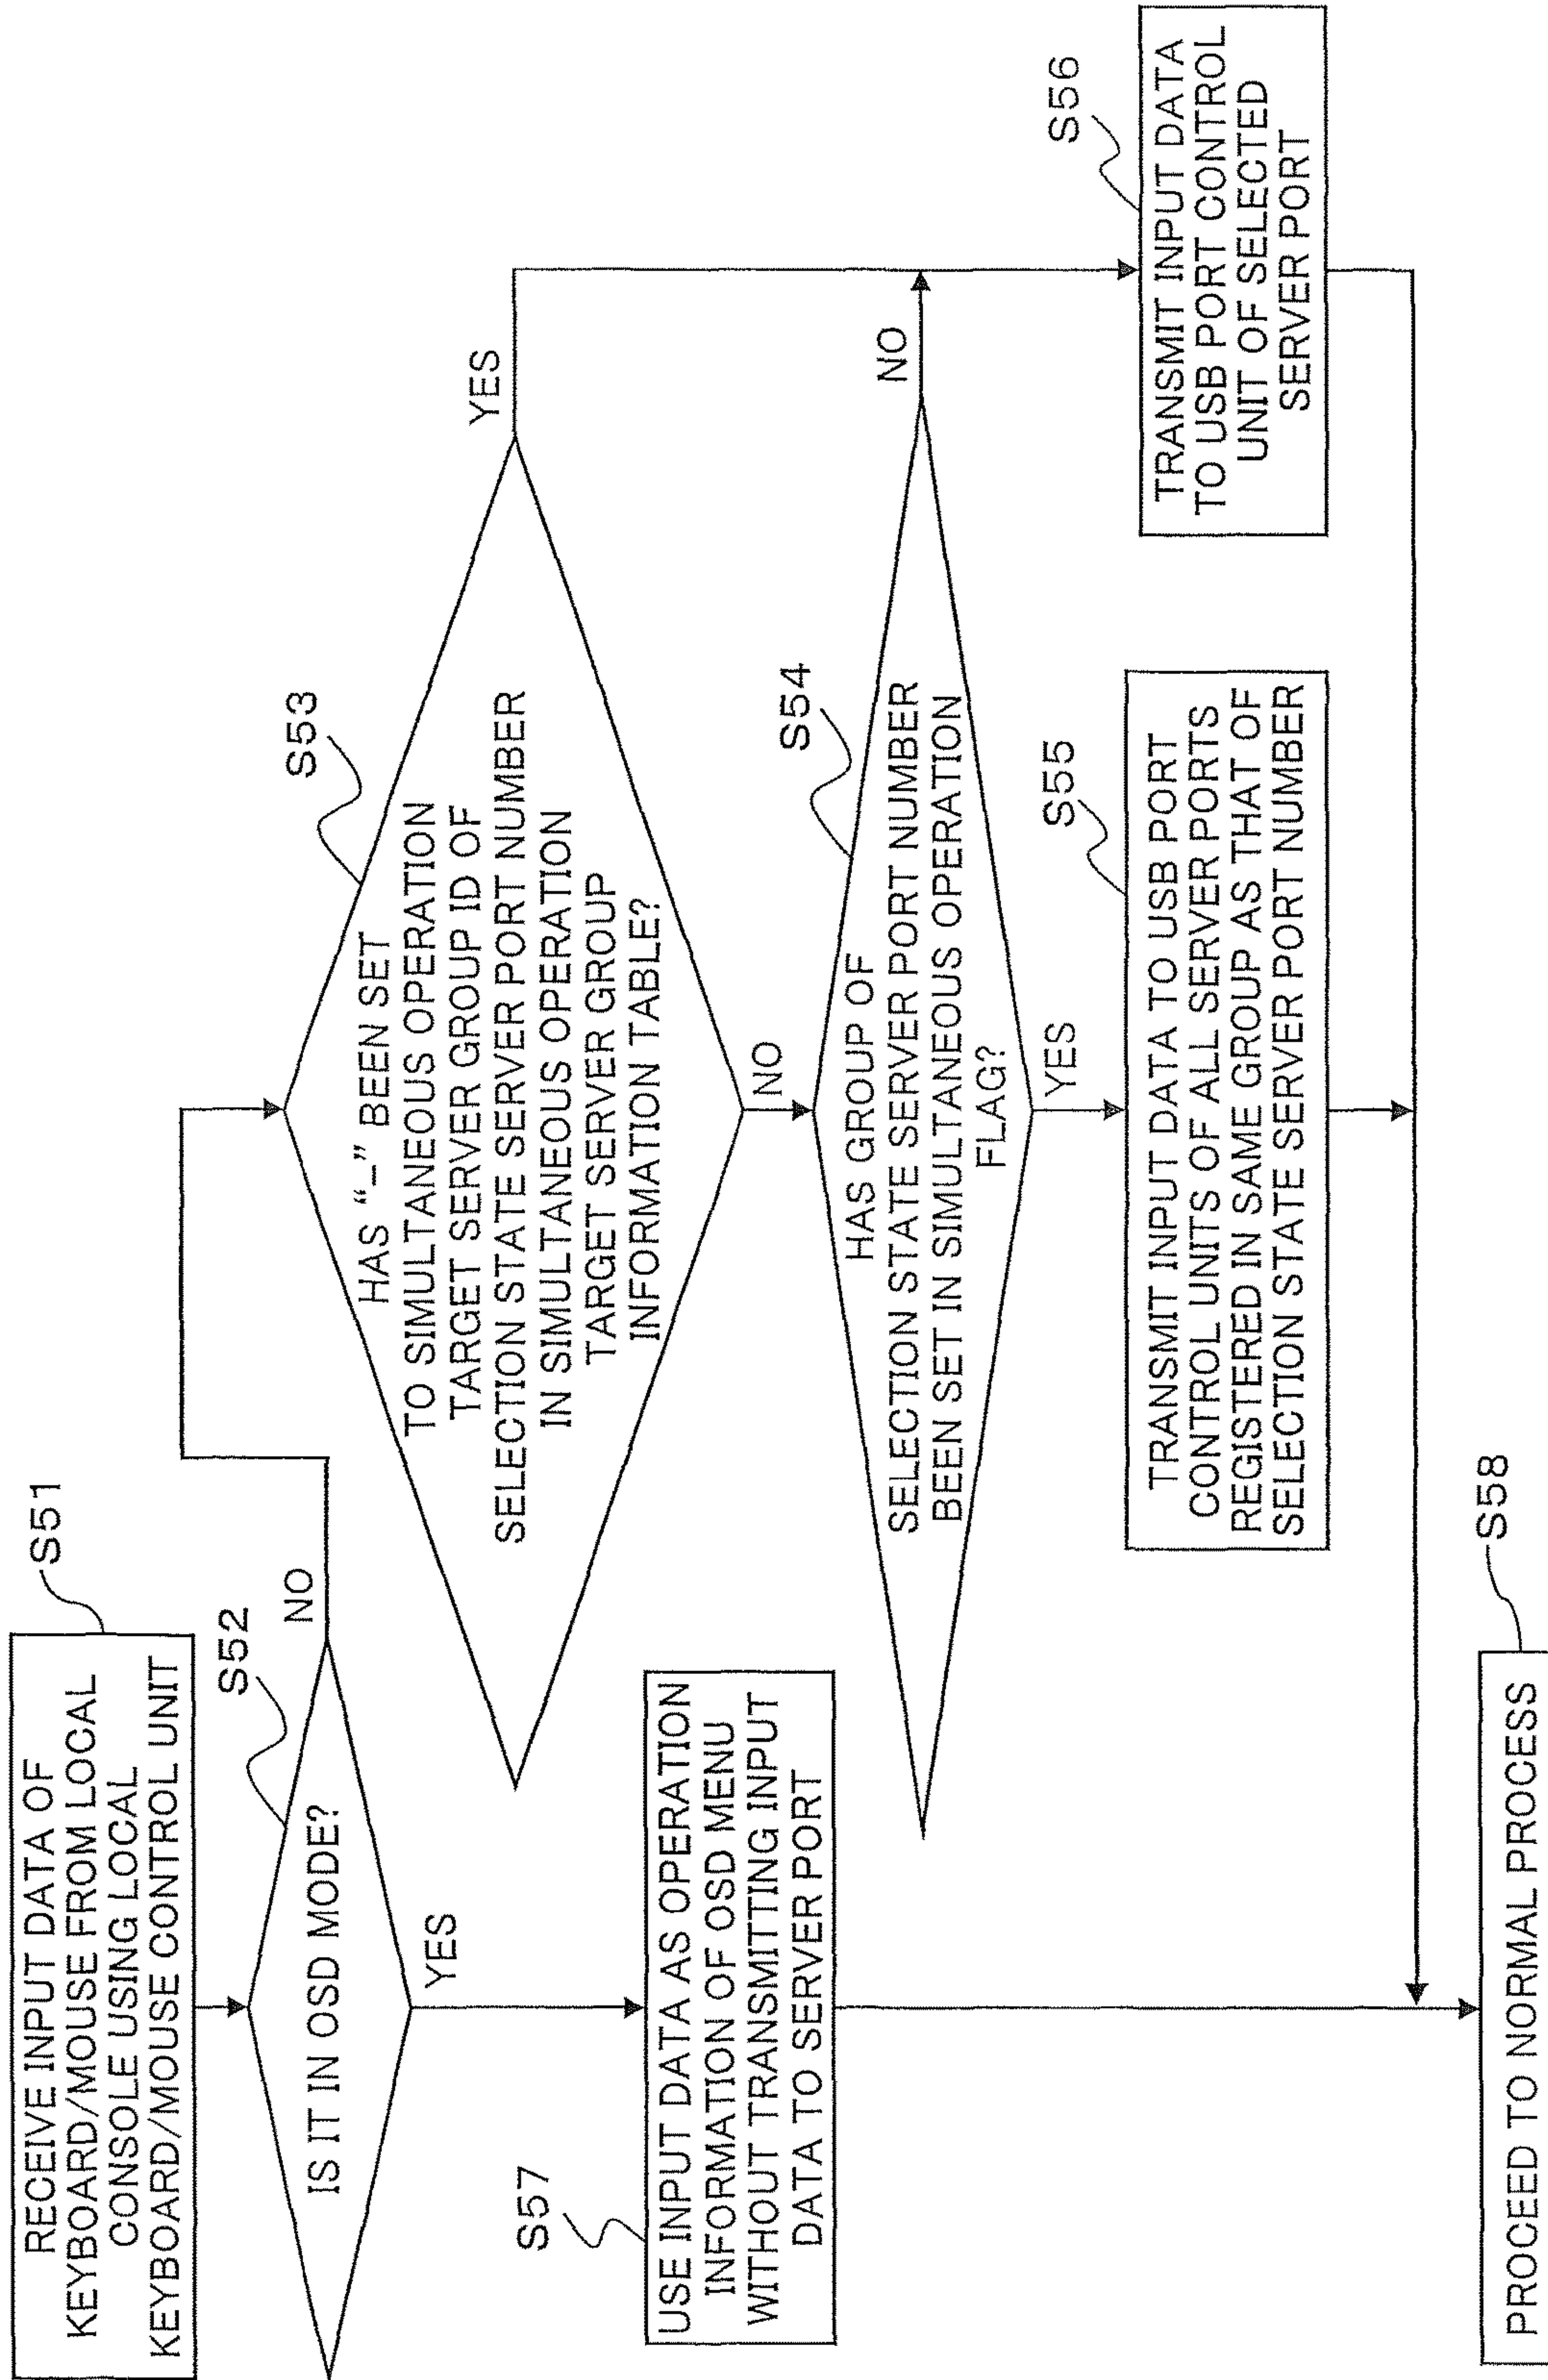 RECEIVE INPUT DATA OF
KEYBOARD/MOUSE FROM LOCAL
CONSOLE USING LOCAL
KEYBOARD/MOUSE CONTROL UNIT
S51
IS IT IN OSD MODE?
S52
NO
YES
HAS "–" BEEN SET
TO SIMULTANEOUS OPERATION
TARGET SERVER GROUP ID OF
SELECTION STATE SERVER PORT NUMBER
IN SIMULTANEOUS OPERATION
TARGET SERVER GROUP
INFORMATION TABLE?
S53
YES
NO
HAS GROUP OF
SELECTION STATE SERVER PORT NUMBER
BEEN SET IN SIMULTANEOUS OPERATION
FLAG?
S54
NO
YES
TRANSMIT INPUT DATA TO USB PORT
CONTROL UNITS OF ALL SERVER PORTS
REGISTERED IN SAME GROUP AS THAT OF
SELECTION STATE SERVER PORT NUMBER
S55
TRANSMIT INPUT DATA
TO USB PORT CONTROL
UNIT OF SELECTED
SERVER PORT
S56
S57
USE INPUT DATA AS OPERATION
INFORMATION OF OSD MENU
WITHOUT TRANSMITTING INPUT
DATA TO SERVER PORT
PROCEED TO NORMAL PROCESS
S58